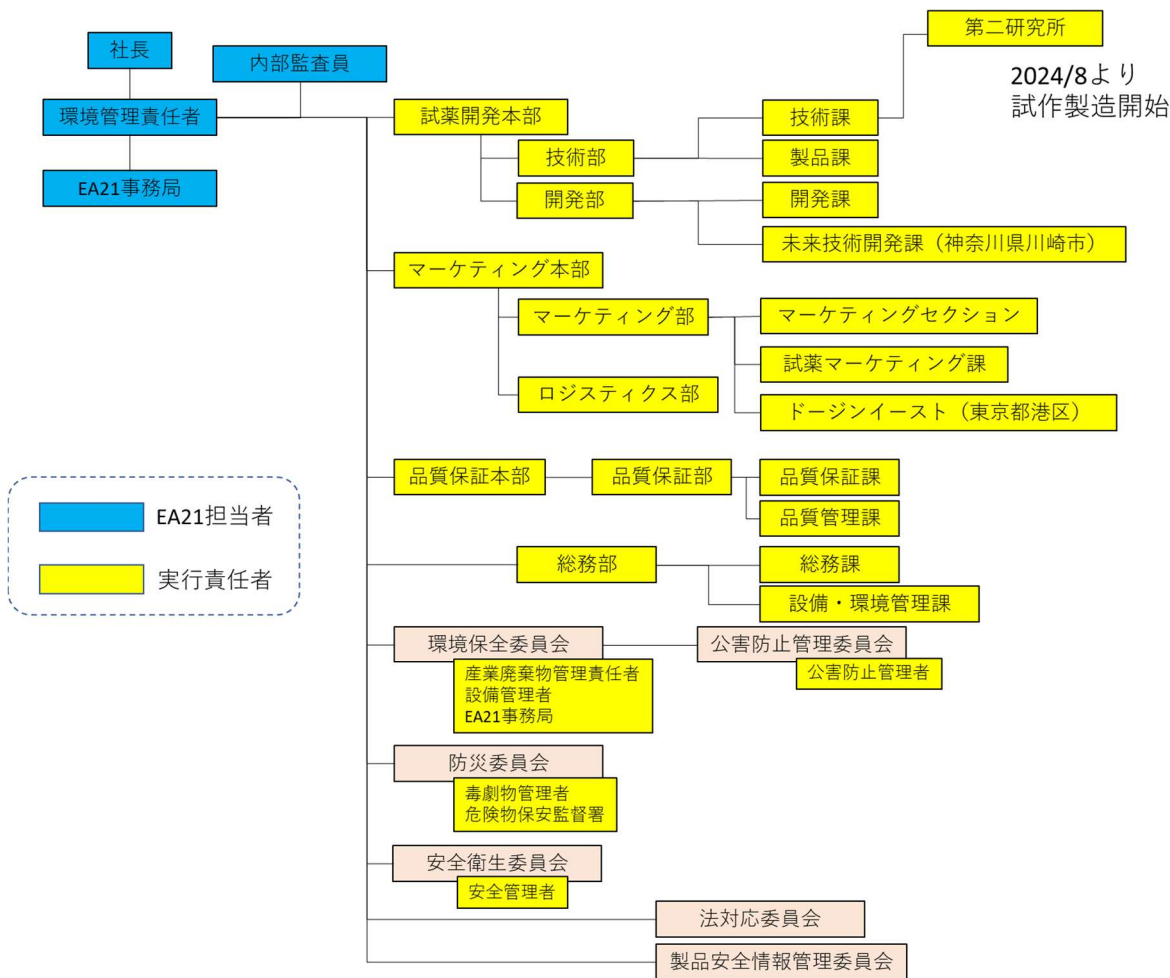 社長
内部監査員
環境管理責任者
EA21事務局
第二研究所
2024/8より
試作製造開始
試薬開発本部
技術部
開発部
技術課
製品課
開発課
未来技術開発課（神奈川県川崎市）
マーケティング本部
マーケティング部
ロジスティクス部
マーケティングセクション
試薬マーケティング課
ドージンイースト（東京都港区）
品質保証本部
品質保証部
品質保証課
品質管理課
EA21担当者
実行責任者
総務部
総務課
設備・環境管理課
環境保全委員会
産業廃棄物管理責任者
設備管理者
EA21事務局
公害防止管理委員会
公害防止管理者
防災委員会
毒劇物管理者
危険物保安監督署
安全衛生委員会
安全管理者
法対応委員会
製品安全情報管理委員会